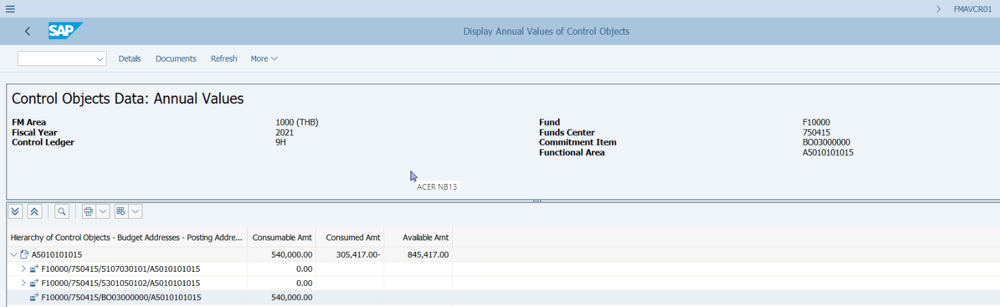 FMAVCR01
SAP
Display Annual Values of Control Objects
Details Documents Refresh More
Control Objects Data: Annual Values
FM Area 1000 (THB) Fund F10000
Fiscal Year 2021 Funds Center 750415
Control Ledger 9H Commitment Item BO03000000
Functional Area A5010101015
ACER NB13
Hierarchy of Control Objects - Budget Addresses - Posting Addre... Consumable Amt Consumed Amt Available Amt
A5010101015 540,000.00 305,417.00- 845,417.00
F10000/750415/5107030101/A5010101015 0.00
F10000/750415/5301050102/A5010101015 0.00
F10000/750415/BO03000000/A5010101015 540,000.00